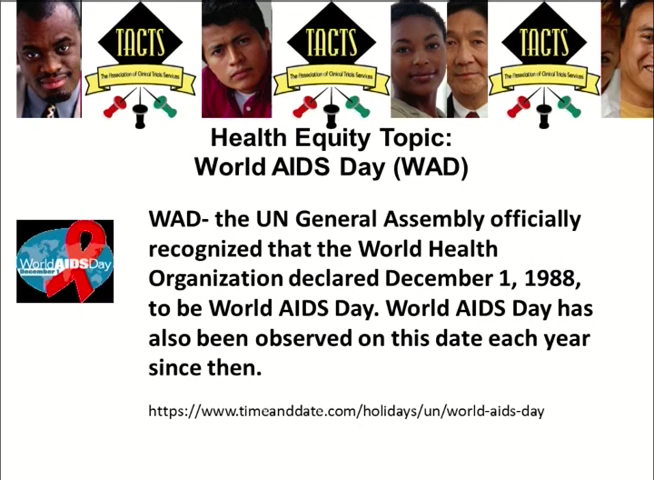 TACTS
The Association of Clinical Trials Services
TACTS
The Association of Clinical Trials Services
TACTS
The Association of Clinical Trials Services
Health Equity Topic:
World AIDS Day (WAD)
WorldAIDSDay
December 1
WAD- the UN General Assembly officially
recognized that the World Health
Organization declared December 1, 1988,
to be World AIDS Day. World AIDS Day has
also been observed on this date each year
since then.
https://www.timeanddate.com/holidays/un/world-aids-day